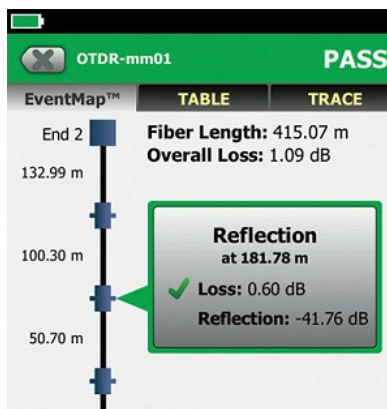 OTDR-mm01
PASS
EventMap™
TABLE
TRACE
End 2
Fiber Length: 415.07 m
Overall Loss: 1.09 dB
132.99 m
Reflection
at 181.78 m
100.30 m
Loss: 0.60 dB
Reflection: -41.76 dB
50.70 m